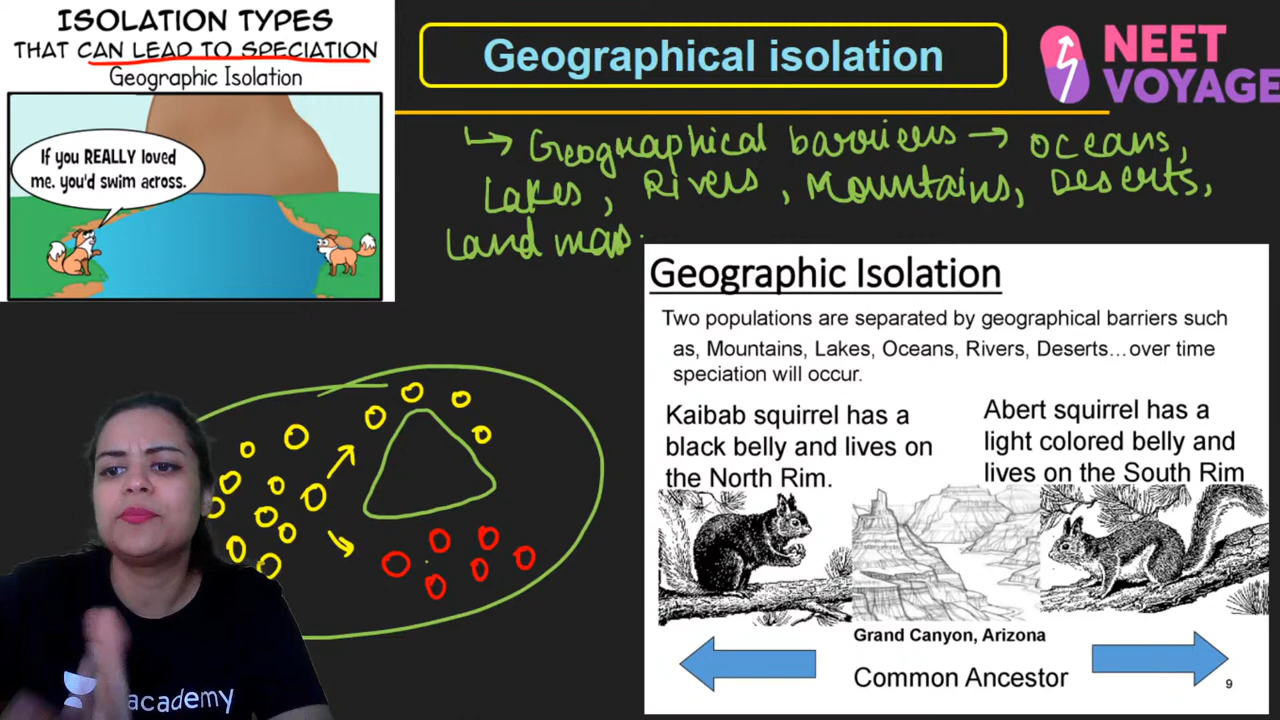 ISOLATION TYPES
THAT CAN LEAD TO SPECIATION
Geographic Isolation
If you REALLY loved
me, you'd swim across.
Geographical isolation
NEET
VOYAGE
↳ Geographical barriers → Oceans,
Lakes, Rivers, Mountains, Deserts,
Land mass.
Geographic Isolation
Two populations are separated by geographical barriers such
as, Mountains, Lakes, Oceans, Rivers, Deserts…over time
speciation will occur.
Kaibab squirrel has a
black belly and lives on
the North Rim.
Abert squirrel has a
light colored belly and
lives on the South Rim
Grand Canyon, Arizona
Common Ancestor
9
academy